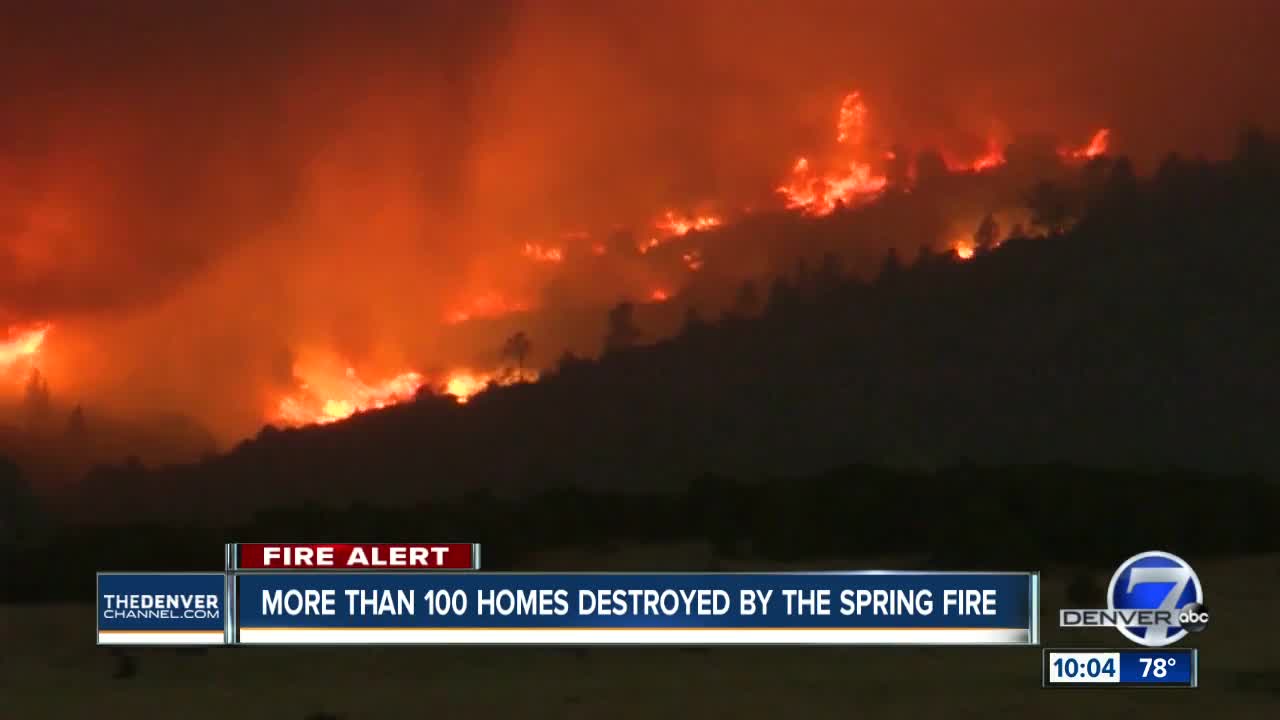 FIRE ALERT
THEDENVER
CHANNEL.COM
MORE THAN 100 HOMES DESTROYED BY THE SPRING FIRE
7
DENVER abc
10:04 78°